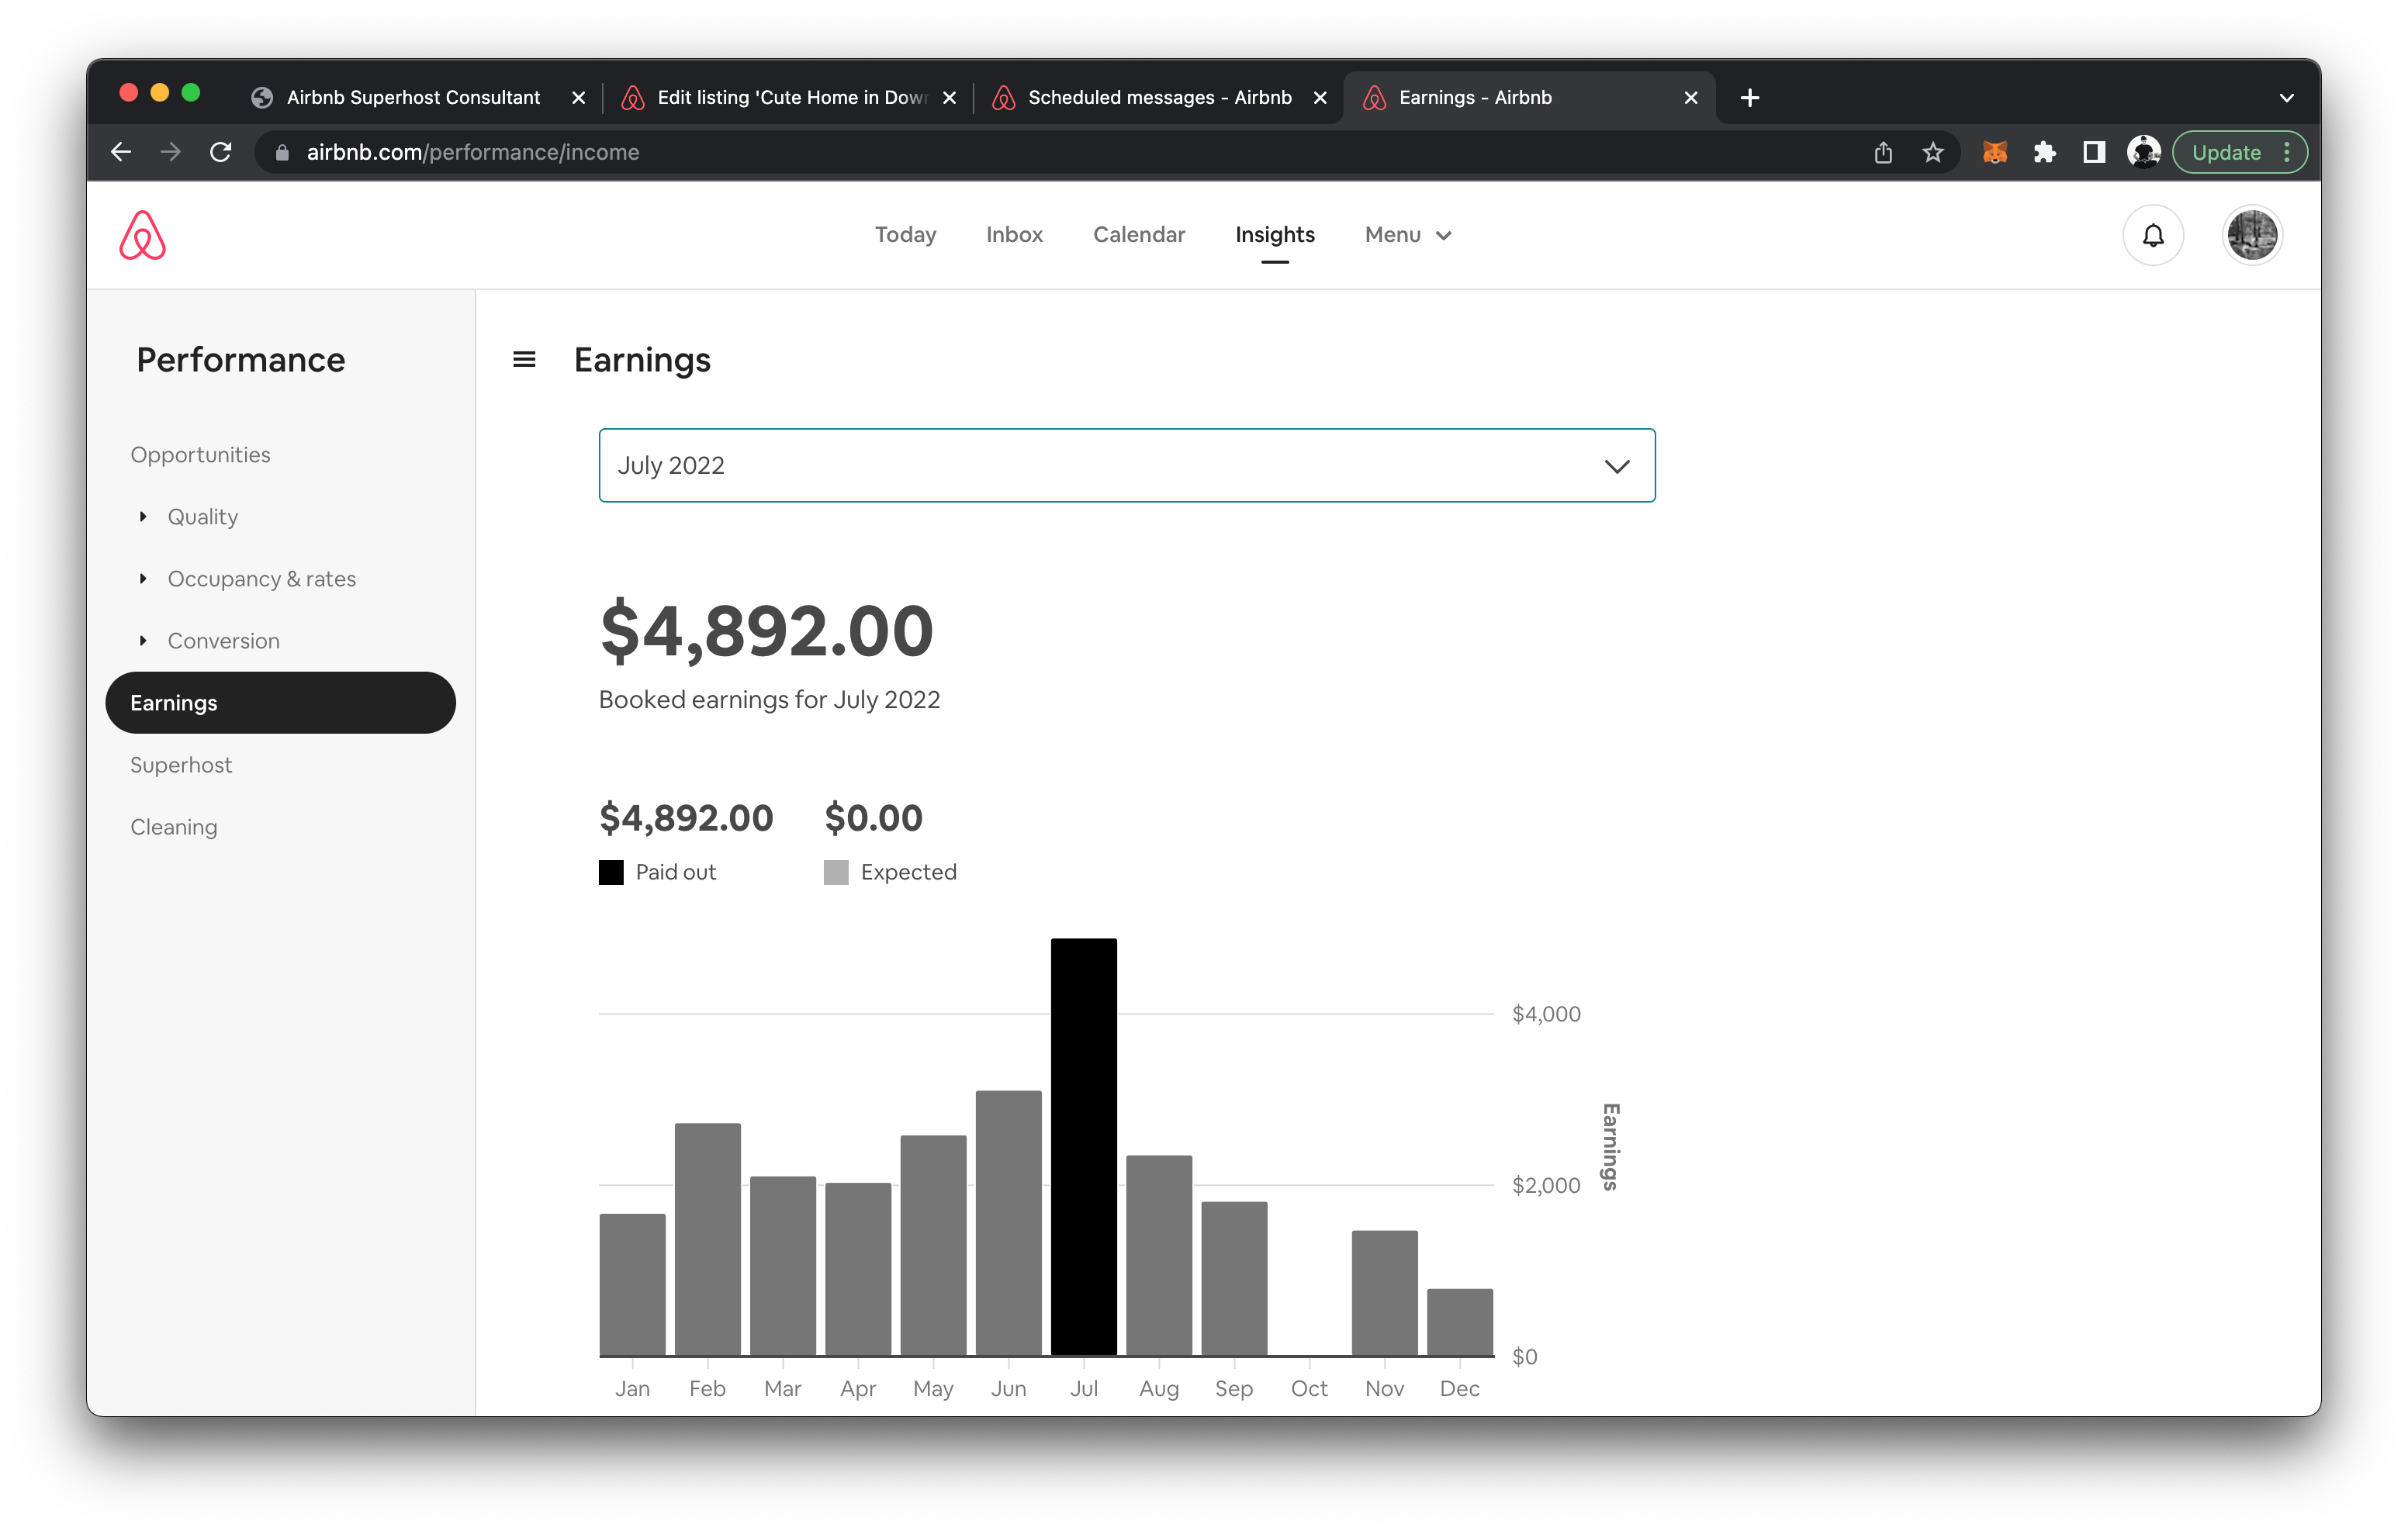 Airbnb Superhost Consultant
Edit listing 'Cute Home in Dow
Scheduled messages - Airbnb
Earnings - Airbnb
airbnb.com/performance/income
Update
Today Inbox Calendar Insights Menu
Performance
Opportunities
Quality
Occupancy & rates
Conversion
Earnings
Superhost
Cleaning
Earnings
July 2022
$4,892.00
Booked earnings for July 2022
$4,892.00 $0.00
Paid out Expected
$4,000
$2,000
$0
Earnings
Jan Feb Mar Apr May Jun Jul Aug Sep Oct Nov Dec